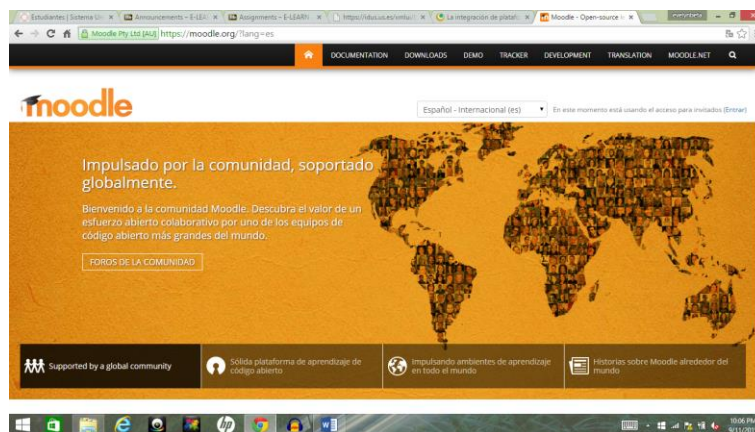 Estudiantes | Sistema Un
Announcements – E-LEAR
Assignments – E-LEARN
https://idus.us.es/xmlui/
La integración de plataf
Moodle - Open-source l
Moodle Pty Ltd [AU] https://moodle.org/?lang=es
DOCUMENTATION DOWNLOADS DEMO TRACKER DEVELOPMENT TRANSLATION MOODLE.NET
moodle
Español - Internacional (es)
En este momento está usando el acceso para invitados (Entrar)
Impulsado por la comunidad, soportado
globalmente.
Bienvenido a la comunidad Moodle. Descubra el valor de un
esfuerzo abierto colaborativo por uno de los equipos de
código abierto más grandes del mundo.
FOROS DE LA COMUNIDAD
Supported by a global community
Sólida plataforma de aprendizaje de
código abierto
Impulsando ambientes de aprendizaje
en todo el mundo
Historias sobre Moodle alrededor del
mundo
10:06 PM